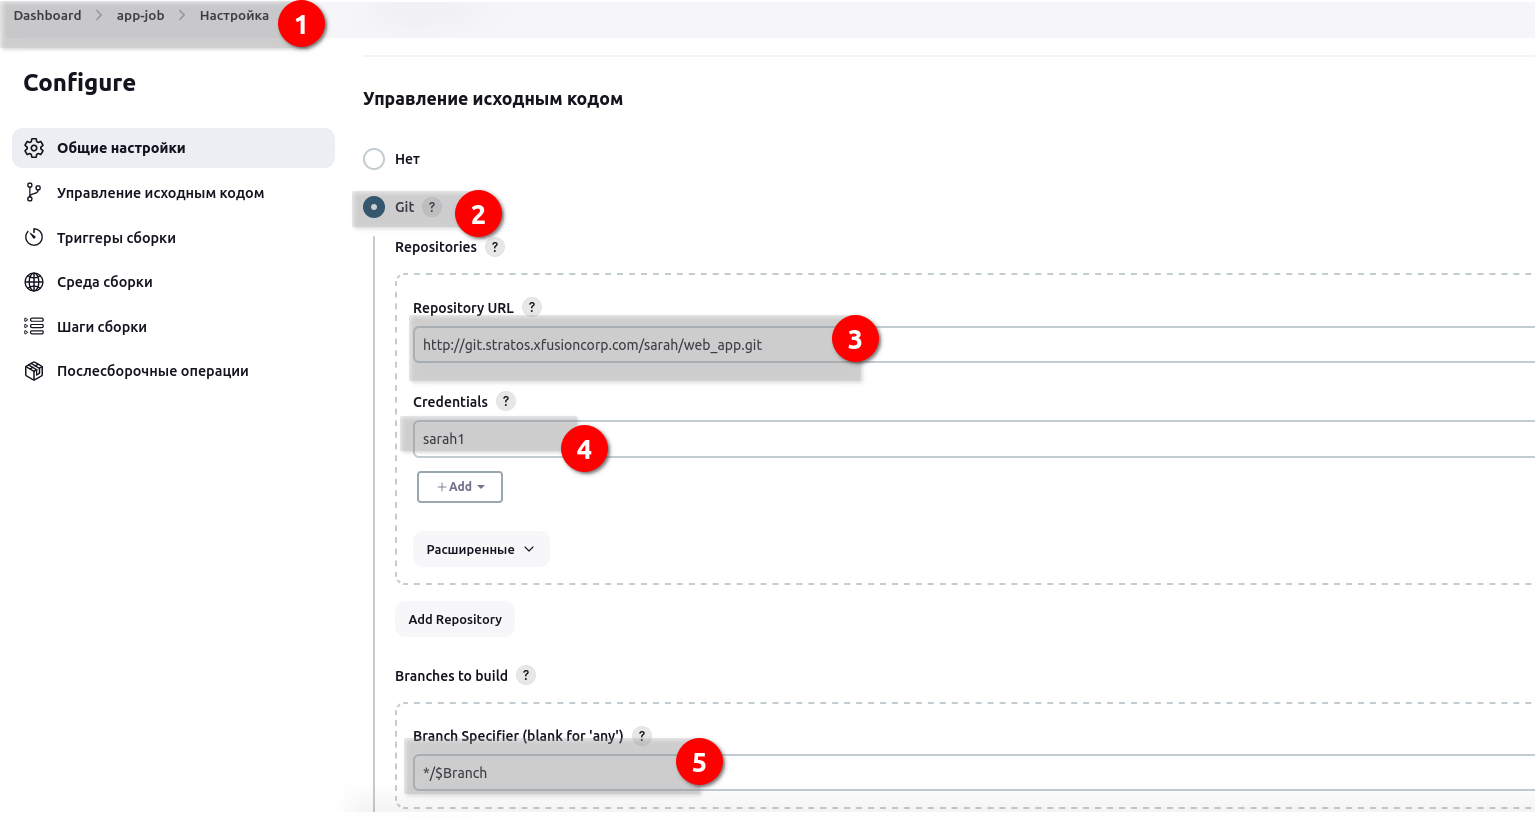 Dashboard > app-job > Настройка 1
Configure
Общие настройки
Управление исходным кодом
Триггеры сборки
Среда сборки
Шаги сборки
Послесборочные операции
Управление исходным кодом
Нет
Git ? 2
Repositories ?
Repository URL ?
http://git.stratos.xfusioncorp.com/sarah/web_app.git 3
Credentials ?
sarah1 4
+ Add
Расширенные
Add Repository
Branches to build ?
Branch Specifier (blank for 'any') ?
*/$Branch 5